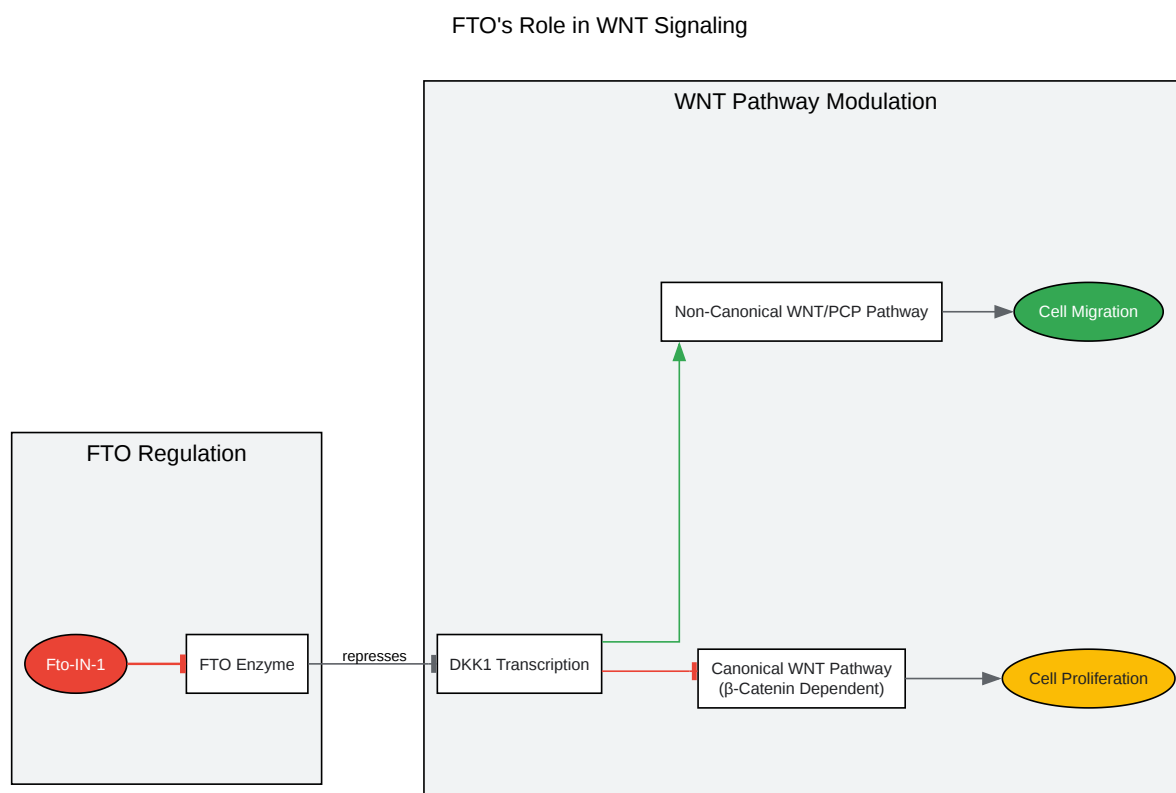 FTO's Role in WNT Signaling
WNT Pathway Modulation
Non-Canonical WNT/PCP Pathway
Cell Migration
FTO Regulation
Fto-IN-1
FTO Enzyme
represses
DKK1 Transcription
Canonical WNT Pathway
(β-Catenin Dependent)
Cell Proliferation